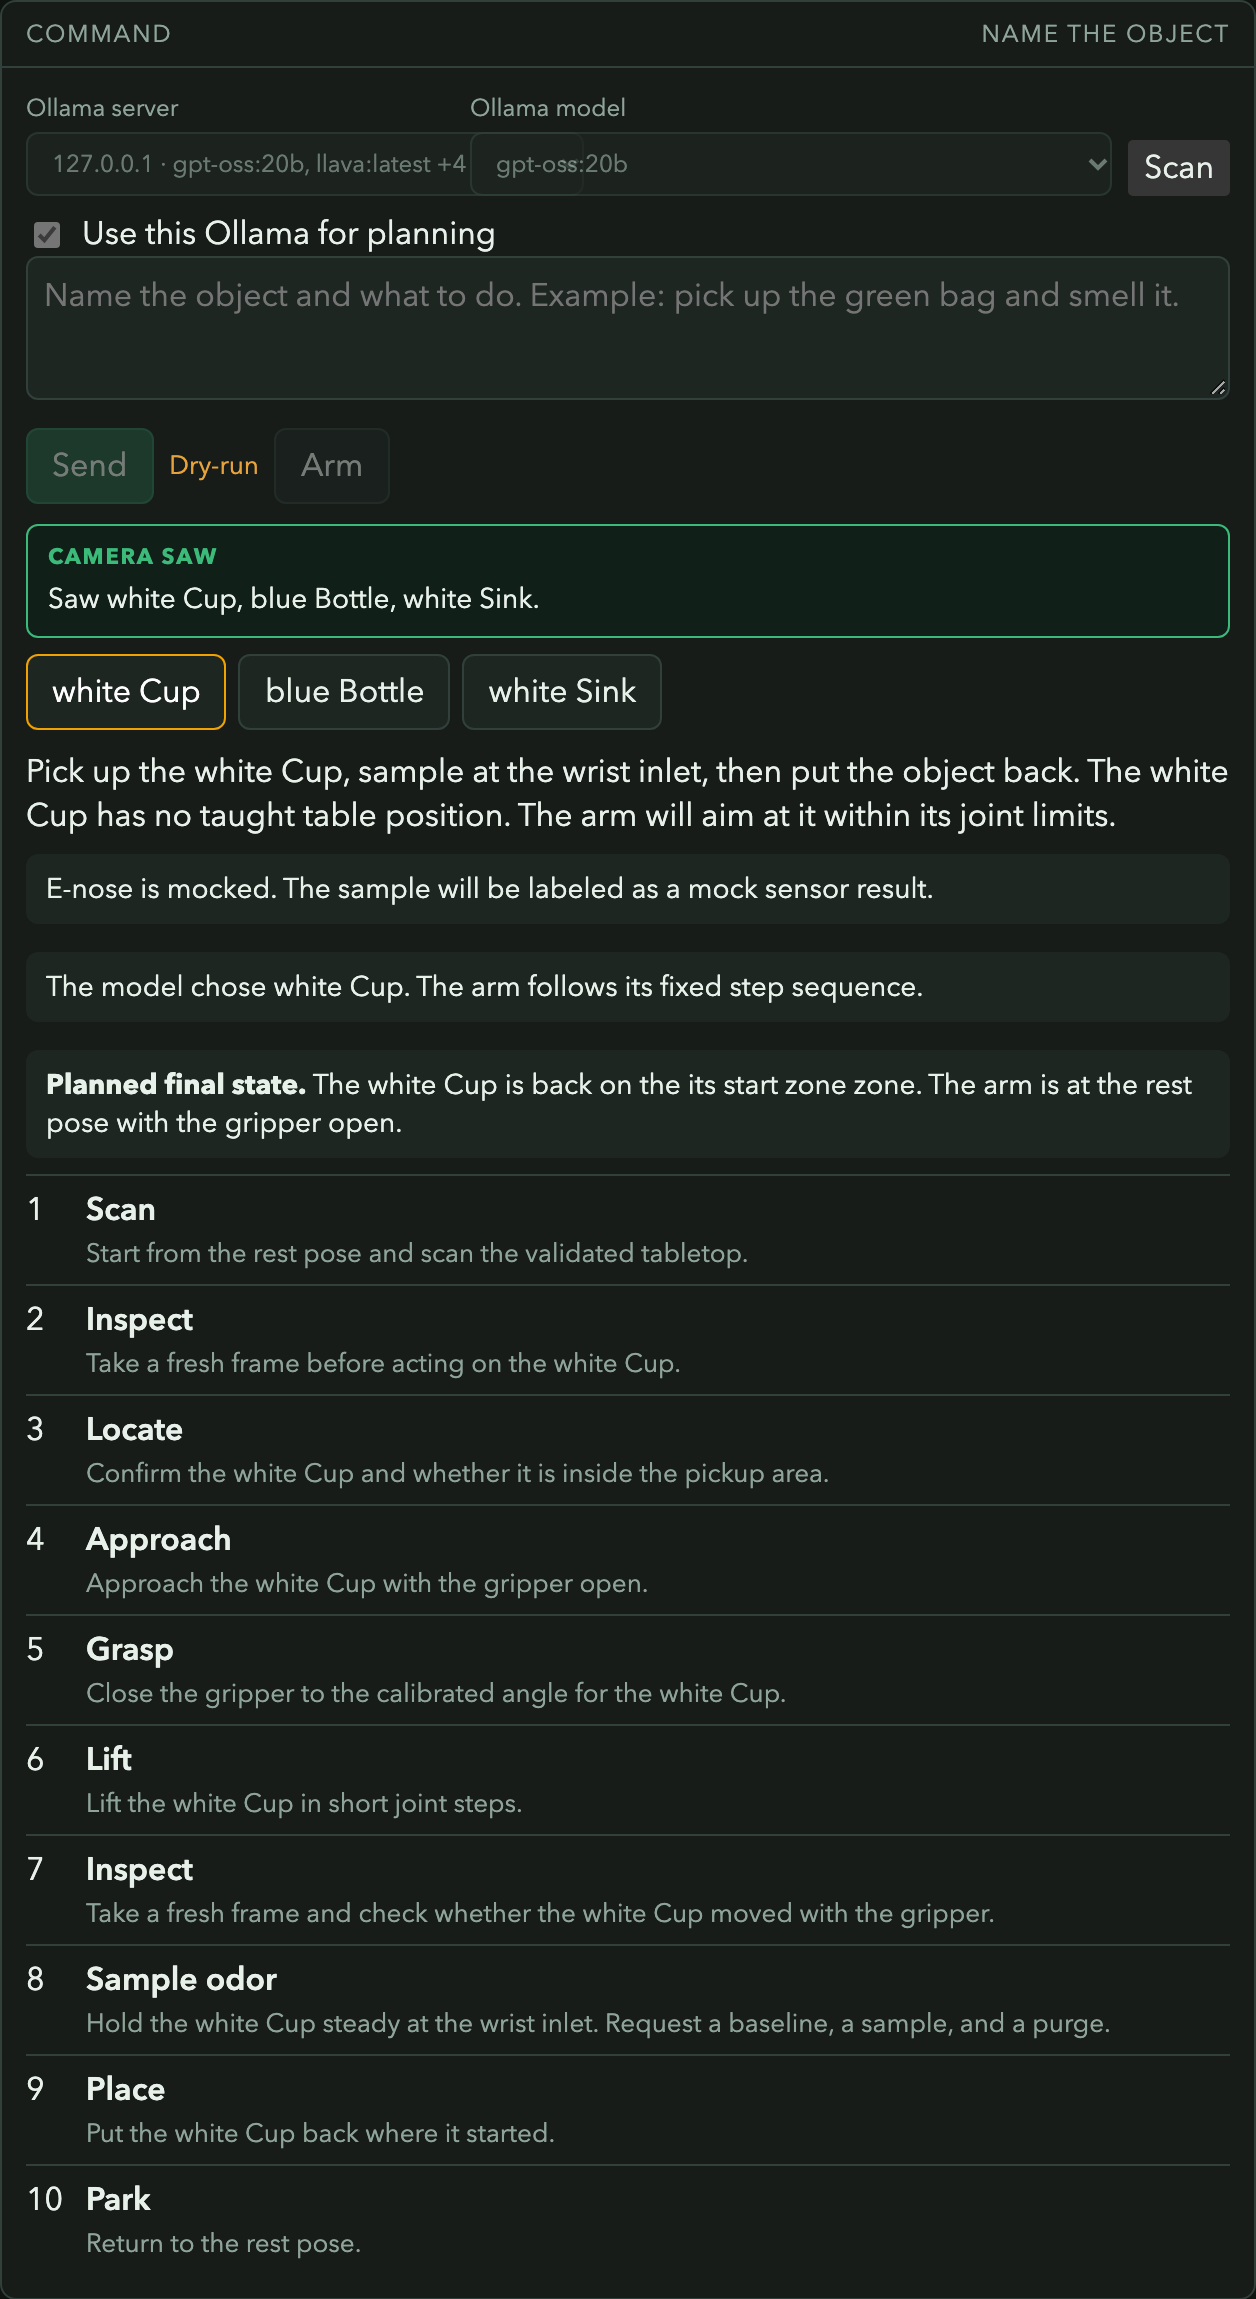 COMMAND
NAME THE OBJECT
Ollama server
Ollama model
127.0.0.1 · gpt-oss:20b, llava:latest +4
gpt-oss:20b
Scan
Use this Ollama for planning
Name the object and what to do. Example: pick up the green bag and smell it.
Send
Dry-run
Arm
CAMERA SAW
Saw white Cup, blue Bottle, white Sink.
white Cup
blue Bottle
white Sink
Pick up the white Cup, sample at the wrist inlet, then put the object back. The white
Cup has no taught table position. The arm will aim at it within its joint limits.
E-nose is mocked. The sample will be labeled as a mock sensor result.
The model chose white Cup. The arm follows its fixed step sequence.
Planned final state. The white Cup is back on the its start zone zone. The arm is at the rest
pose with the gripper open.
1 Scan
Start from the rest pose and scan the validated tabletop.
2 Inspect
Take a fresh frame before acting on the white Cup.
3 Locate
Confirm the white Cup and whether it is inside the pickup area.
4 Approach
Approach the white Cup with the gripper open.
5 Grasp
Close the gripper to the calibrated angle for the white Cup.
6 Lift
Lift the white Cup in short joint steps.
7 Inspect
Take a fresh frame and check whether the white Cup moved with the gripper.
8 Sample odor
Hold the white Cup steady at the wrist inlet. Request a baseline, a sample, and a purge.
9 Place
Put the white Cup back where it started.
10 Park
Return to the rest pose.